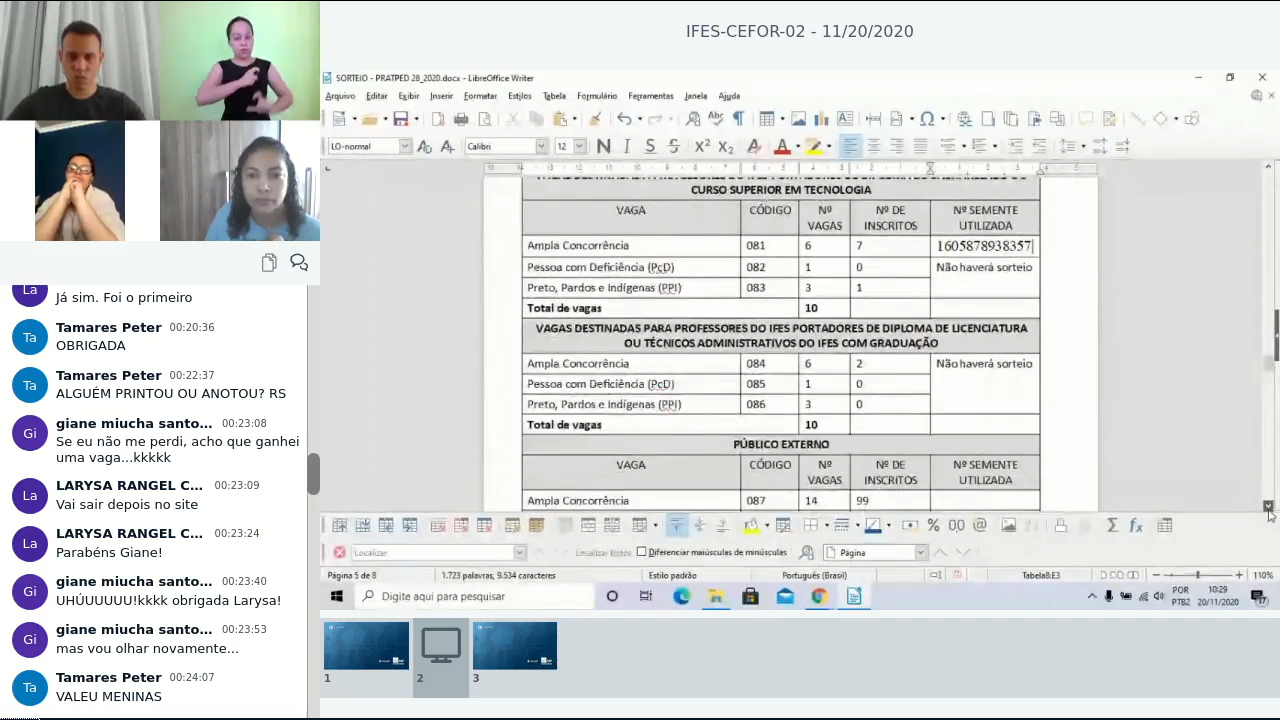 IFES-CEFOR-02 - 11/20/2020
La
Já sim. Foi o primeiro
Ta
Tamares Peter 00:20:36
OBRIGADA
Ta
Tamares Peter 00:22:37
ALGUÉM PRINTOU OU ANOTOU? RS
Gi
giane miucha santo... 00:23:08
Se eu não me perdi, acho que ganhei
uma vaga...kkkkk
La
LARYSA RANGEL C... 00:23:09
Vai sair depois no site
La
LARYSA RANGEL C... 00:23:24
Parabéns Giane!
Gi
giane miucha santo... 00:23:40
UHÚUUUUU!kkkk obrigada Larysa!
Gi
giane miucha santo... 00:23:53
mas vou olhar novamente...
Ta
Tamares Peter 00:24:07
VALEU MENINAS
SORTEIO - PRATPED 28_2020.docx - LibreOffice Writer
Arquivo Editar Exibir Inserir Formatar Estilos Tabela Formulário Ferramentas Janela Ajuda
LO-normal Calibri 12
CURSO SUPERIOR EM TECNOLOGIA
VAGA CÓDIGO Nº VAGAS Nº DE INSCRITOS Nº SEMENTE UTILIZADA
Ampla Concorrência 081 6 7 1605878938357
Pessoa com Deficiência (PcD) 082 1 0 Não haverá sorteio
Preto, Pardos e Indígenas (PPI) 083 3 1
Total de vagas 10
VAGAS DESTINADAS PARA PROFESSORES DO IFES PORTADORES DE DIPLOMA DE LICENCIATURA
OU TÉCNICOS ADMINISTRATIVOS DO IFES COM GRADUAÇÃO
Ampla Concorrência 084 6 2 Não haverá sorteio
Pessoa com Deficiência (PcD) 085 1 0
Preto, Pardos e Indígenas (PPI) 086 3 0
Total de vagas 10
PÚBLICO EXTERNO
VAGA CÓDIGO Nº VAGAS Nº DE INSCRITOS Nº SEMENTE UTILIZADA
Ampla Concorrência 087 14 99
Localizar Localizar todos Diferenciar maiúsculas de minúsculas Página
Página 5 de 8 1.723 palavras, 9.534 caracteres Estilo padrão Português (Brasil) Tabela8:E3 110%
Digite aqui para pesquisar
POR
PTB2
10:29
20/11/2020
17
1
2
3